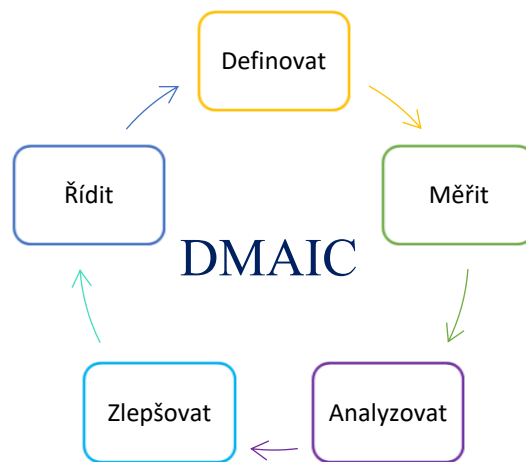 Definovat
Řídit
Měřit
DMAIC
Zlepšovat
Analyzovat